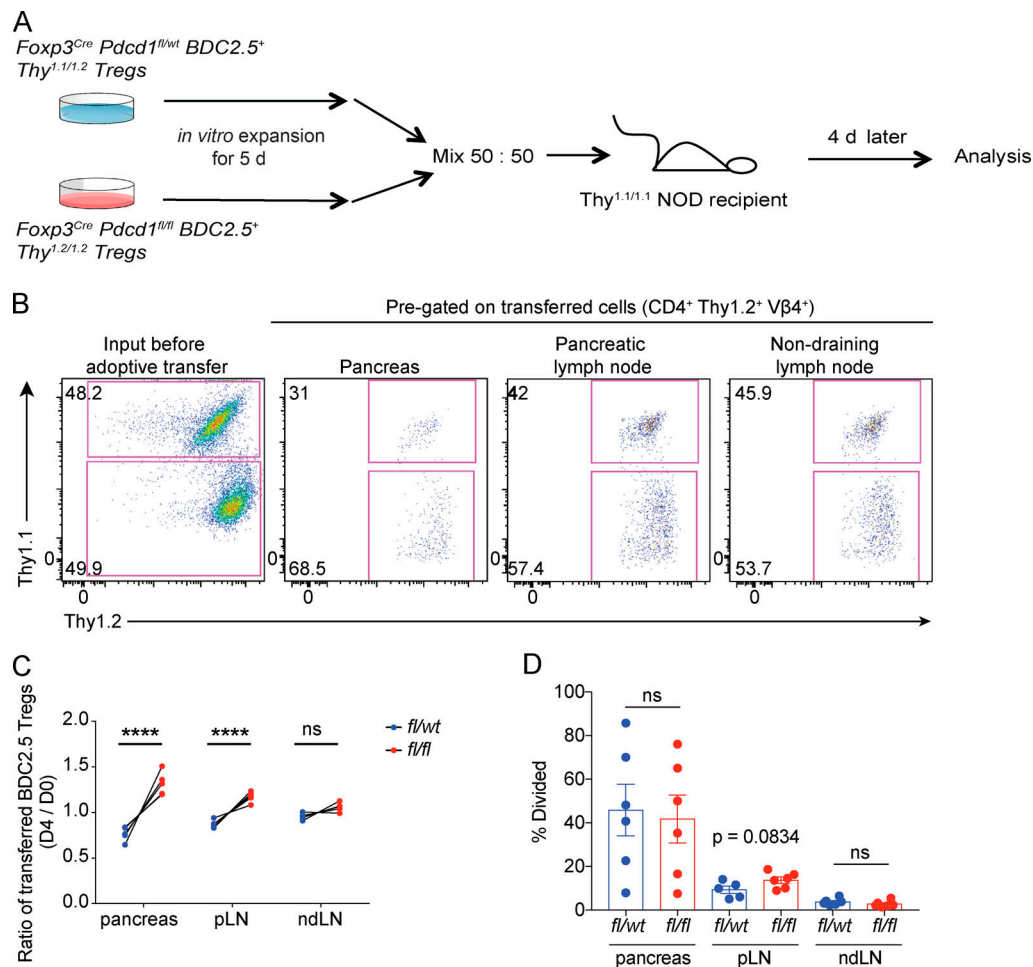 A
Foxp3^Cre Pdcd1^fl/wt BDC2.5^+
Thy^1.1/1.2 Tregs
in vitro expansion
for 5 d
Mix 50 : 50
4 d later
Analysis
Thy^1.1/1.1 NOD recipient
Foxp3^Cre Pdcd1^fl/fl BDC2.5^+
Thy^1.2/1.2 Tregs
B
Pre-gated on transferred cells (CD4^+ Thy1.2^+ Vβ4^+)
Input before
adoptive transfer
Pancreas
Pancreatic
lymph node
Non-draining
lymph node
48.2
31
42
45.9
Thy1.1
0
0
0
0
49.9
68.5
57.4
53.7
0
0
0
0
Thy1.2
C
Ratio of transferred BDC2.5 Tregs
(D4 / D0)
2.0
1.5
1.0
0.5
0.0
****
****
ns
fl/wt
fl/fl
pancreas
pLN
ndLN
D
% Divided
100
80
60
40
20
0
ns
p = 0.0834
ns
fl/wt
fl/fl
fl/wt
fl/fl
fl/wt
fl/fl
pancreas
pLN
ndLN